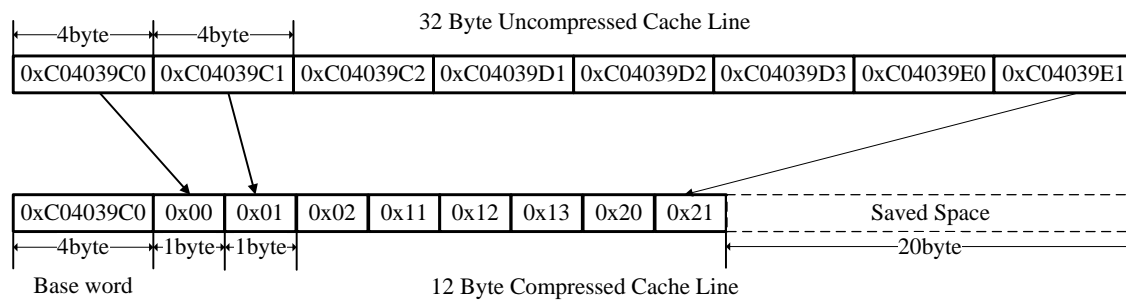 32 Byte Uncompressed Cache Line
4byte 4byte
0xC04039C0 0xC04039C1 0xC04039C2 0xC04039D1 0xC04039D2 0xC04039D3 0xC04039E0 0xC04039E1
0xC04039C0 0x00 0x01 0x02 0x11 0x12 0x13 0x20 0x21 Saved Space
4byte 1byte 1byte 20byte
Base word 12 Byte Compressed Cache Line